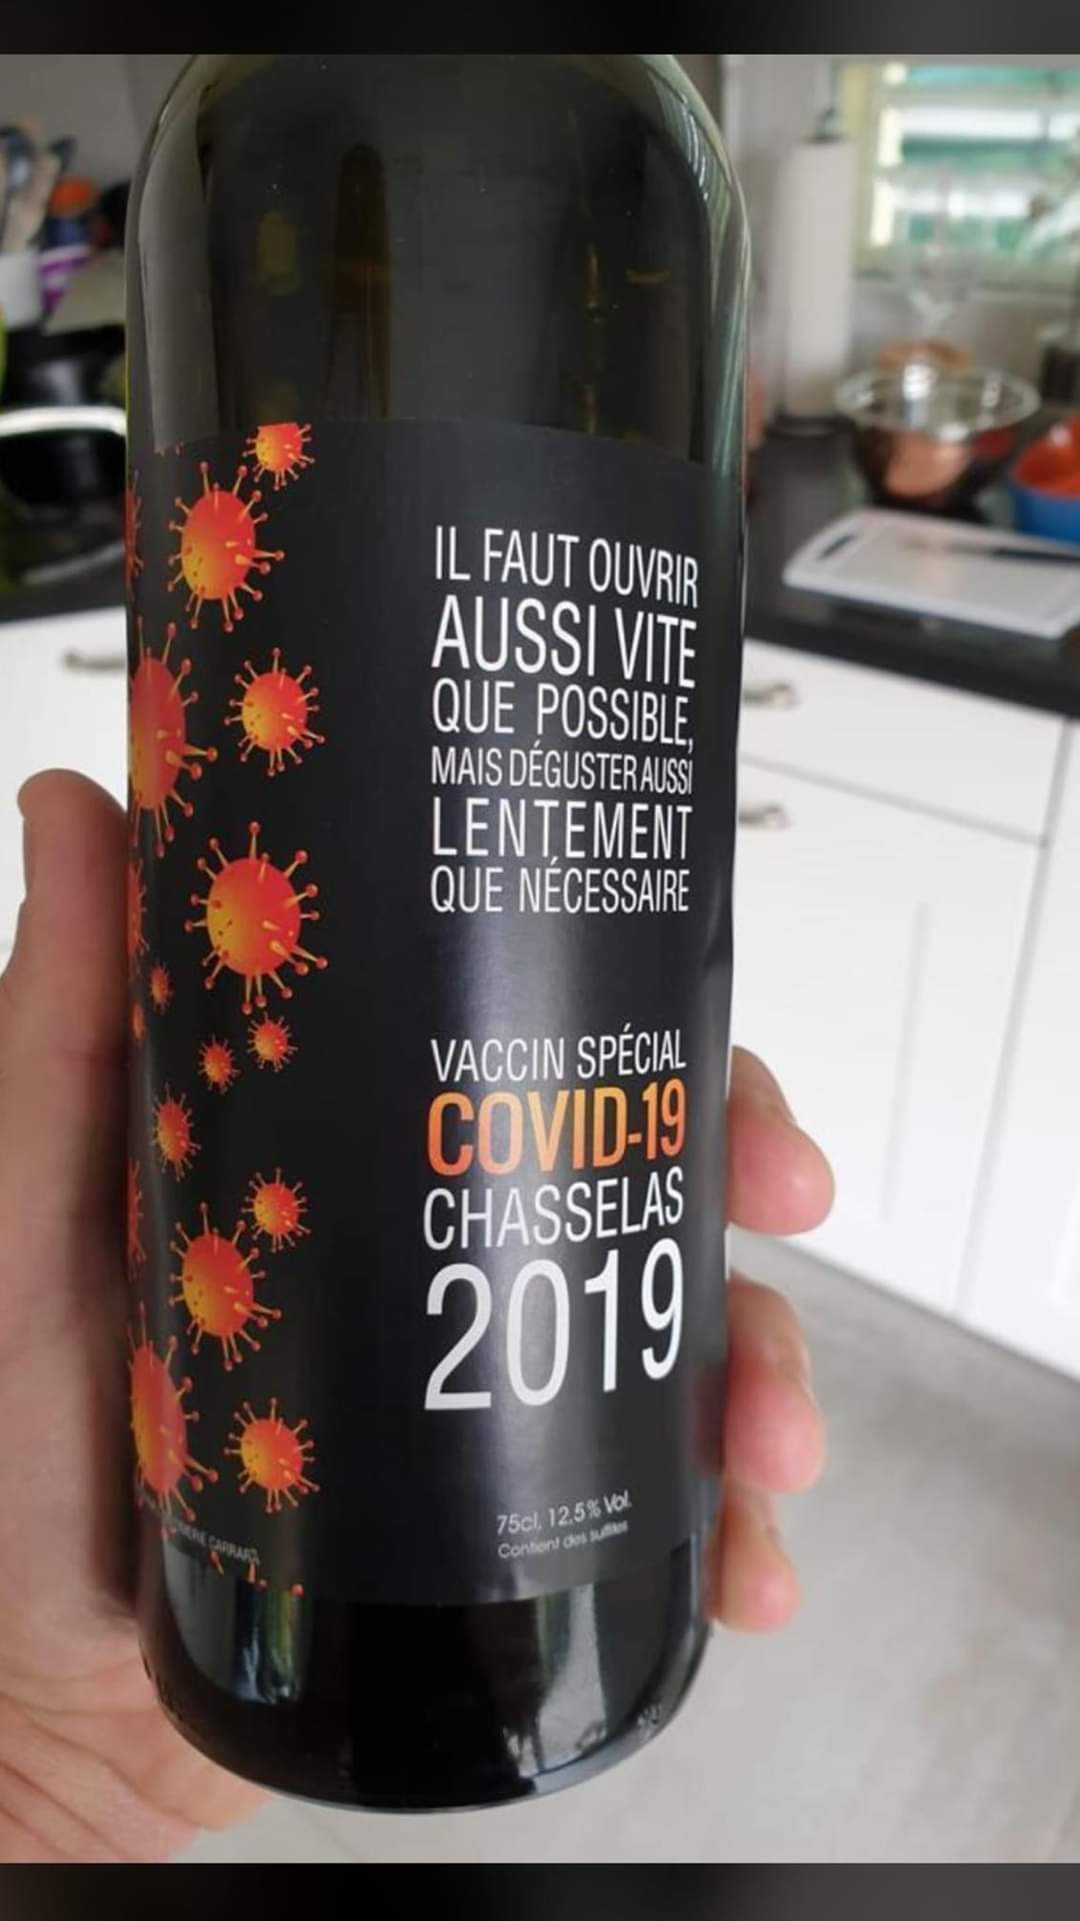 IL FAUT OUVRIR
AUSSI VITE
QUE POSSIBLE,
MAIS DÉGUSTER AUSSI
LENTEMENT
QUE NÉCESSAIRE
VACCIN SPÉCIAL
COVID-19
CHASSELAS
2019
75cl, 12,5% Vol.
Contient des sulfites
CARRARD